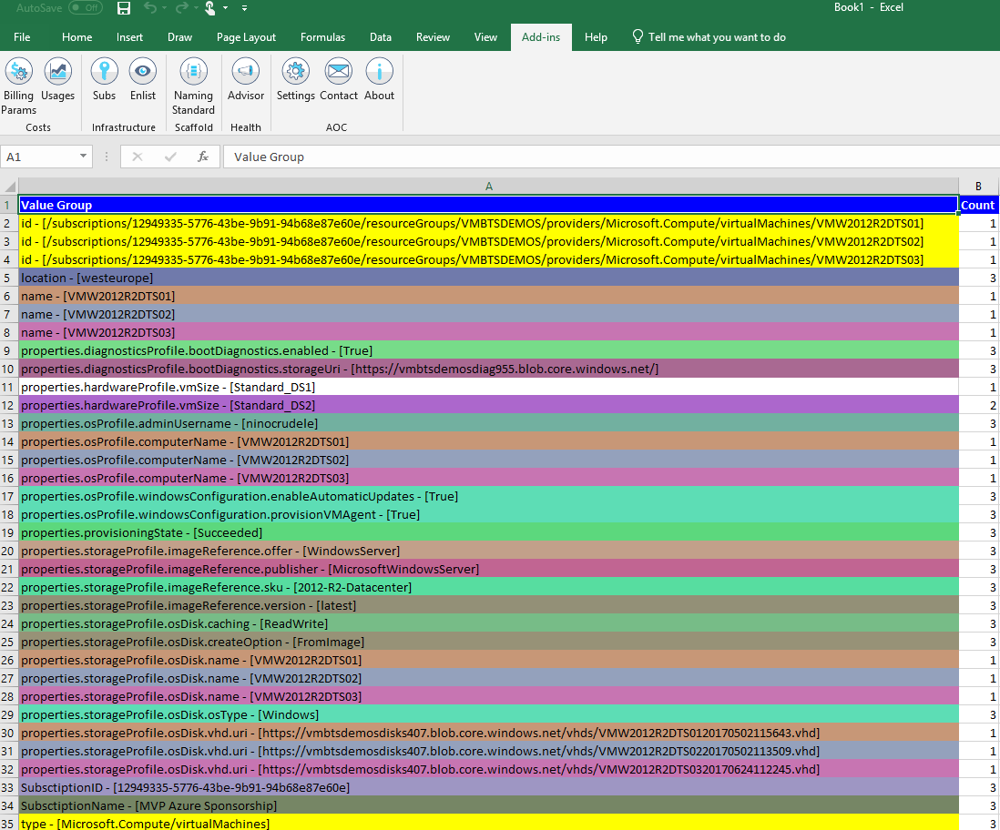 AutoSave Off Book1 - Excel
File Home Insert Draw Page Layout Formulas Data Review View Add-ins Help Tell me what you want to do
Billing Params Usages Subs Enlist Naming Standard Advisor Settings Contact About
Costs Infrastructure Scaffold Health AOC
A1 fx Value Group
A B
1 Value Group Count
2 id - [/subscriptions/12949335-5776-43be-9b91-94b68e87e60e/resourceGroups/VMBTSDEMOS/providers/Microsoft.Compute/virtualMachines/VMW2012R2DTS01] 1
3 id - [/subscriptions/12949335-5776-43be-9b91-94b68e87e60e/resourceGroups/VMBTSDEMOS/providers/Microsoft.Compute/virtualMachines/VMW2012R2DTS02] 1
4 id - [/subscriptions/12949335-5776-43be-9b91-94b68e87e60e/resourceGroups/VMBTSDEMOS/providers/Microsoft.Compute/virtualMachines/VMW2012R2DTS03] 1
5 location - [westeurope] 3
6 name - [VMW2012R2DTS01] 1
7 name - [VMW2012R2DTS02] 1
8 name - [VMW2012R2DTS03] 1
9 properties.diagnosticsProfile.bootDiagnostics.enabled - [True] 3
10 properties.diagnosticsProfile.bootDiagnostics.storageUri - [https://vmbtsdemosdiag955.blob.core.windows.net/] 3
11 properties.hardwareProfile.vmSize - [Standard_DS1] 1
12 properties.hardwareProfile.vmSize - [Standard_DS2] 2
13 properties.osProfile.adminUsername - [ninocrudele] 3
14 properties.osProfile.computerName - [VMW2012R2DTS01] 1
15 properties.osProfile.computerName - [VMW2012R2DTS02] 1
16 properties.osProfile.computerName - [VMW2012R2DTS03] 1
17 properties.osProfile.windowsConfiguration.enableAutomaticUpdates - [True] 3
18 properties.osProfile.windowsConfiguration.provisionVMAgent - [True] 3
19 properties.provisioningState - [Succeeded] 3
20 properties.storageProfile.imageReference.offer - [WindowsServer] 3
21 properties.storageProfile.imageReference.publisher - [MicrosoftWindowsServer] 3
22 properties.storageProfile.imageReference.sku - [2012-R2-Datacenter] 3
23 properties.storageProfile.imageReference.version - [latest] 3
24 properties.storageProfile.osDisk.caching - [ReadWrite] 3
25 properties.storageProfile.osDisk.createOption - [FromImage] 3
26 properties.storageProfile.osDisk.name - [VMW2012R2DTS01] 1
27 properties.storageProfile.osDisk.name - [VMW2012R2DTS02] 1
28 properties.storageProfile.osDisk.name - [VMW2012R2DTS03] 1
29 properties.storageProfile.osDisk.osType - [Windows] 3
30 properties.storageProfile.osDisk.vhd.uri - [https://vmbtsdemosdisks407.blob.core.windows.net/vhds/VMW2012R2DTS0120170502115643.vhd] 1
31 properties.storageProfile.osDisk.vhd.uri - [https://vmbtsdemosdisks407.blob.core.windows.net/vhds/VMW2012R2DTS0220170502113509.vhd] 1
32 properties.storageProfile.osDisk.vhd.uri - [https://vmbtsdemosdisks407.blob.core.windows.net/vhds/VMW2012R2DTS0320170624112245.vhd] 1
33 SubsctiptionID - [12949335-5776-43be-9b91-94b68e87e60e] 3
34 SubsctiptionName - [MVP Azure Sponsorship] 3
35 type - [Microsoft.Compute/virtualMachines] 3